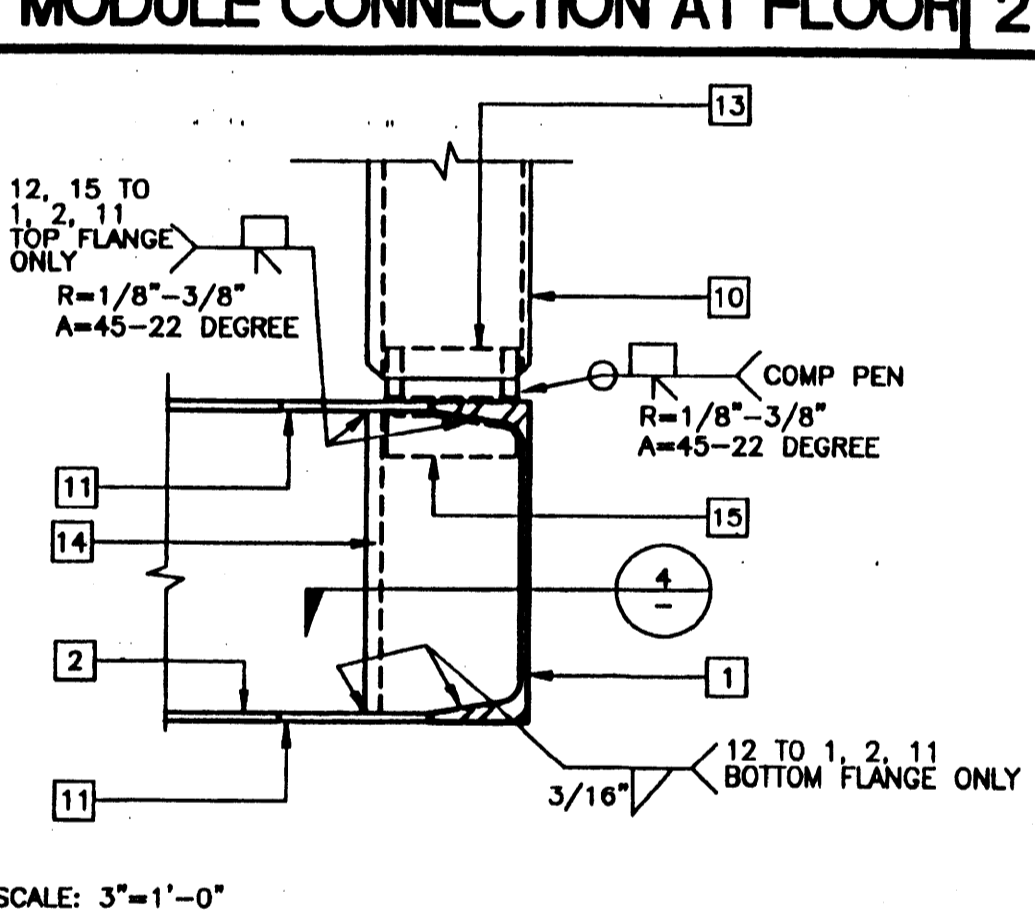 MODULE CONNECTION AT FLOOR 2
13
12, 15 TO
1, 2, 11
TOP FLANGE
ONLY
R=1/8"-3/8"
A=45-22 DEGREE
10
COMP PEN
R=1/8"-3/8"
A=45-22 DEGREE
11
15
14
4
-
2
1
12 TO 1, 2, 11
BOTTOM FLANGE ONLY
3/16"
11
SCALE: 3"=1'-0"